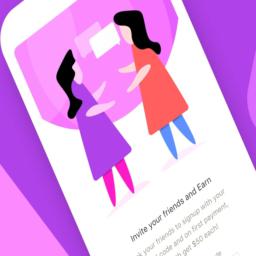 Invite your friends and Earn
your friends to signup with your
code and on first payment,
get $50 each!